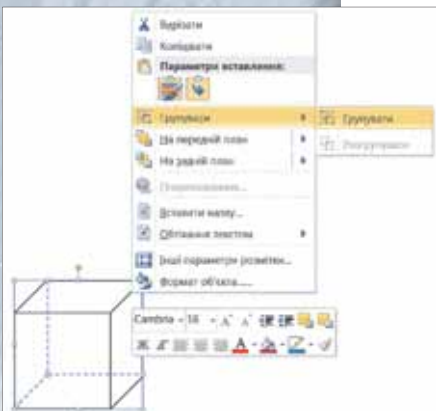 Вирізати
Копіювати
Параметри вставлення:
Групувати
Групувати
На передній план
Розгрупувати
На задній план
Гіперпосилання...
Вставити назву...
Обтікання текстом
Інші параметри розмітки...
Формат об'єкта...
Cambria 16 A A
Ж К A